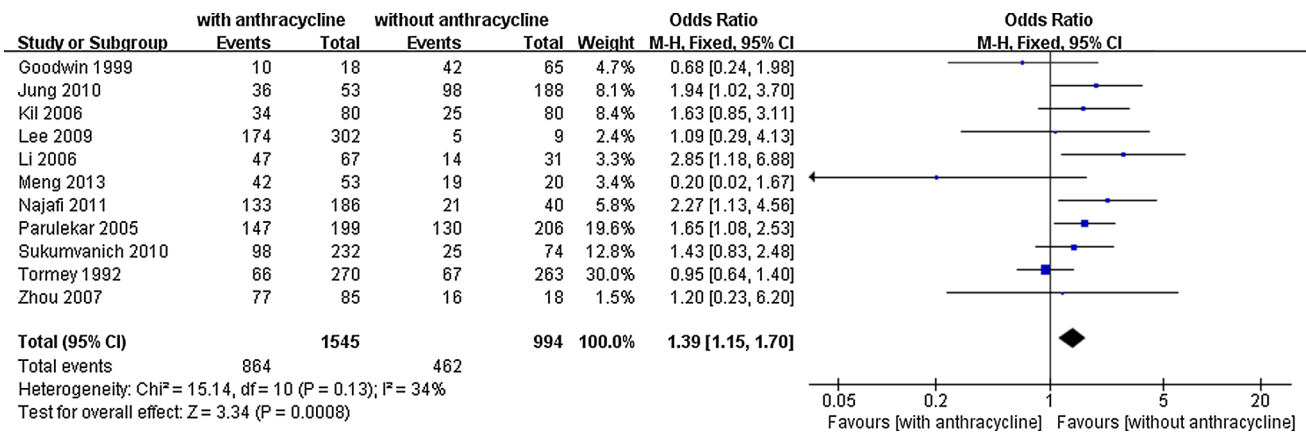 with anthracycline without anthracycline Odds Ratio Odds Ratio
Study or Subgroup Events Total Events Total Weight M-H, Fixed, 95% CI M-H, Fixed, 95% CI
Goodwin 1999 10 18 42 65 4.7% 0.68 [0.24, 1.98]
Jung 2010 36 53 98 188 8.1% 1.94 [1.02, 3.70]
Kil 2006 34 80 25 80 8.4% 1.63 [0.85, 3.11]
Lee 2009 174 302 5 9 2.4% 1.09 [0.29, 4.13]
Li 2006 47 67 14 31 3.3% 2.85 [1.18, 6.88]
Meng 2013 42 53 19 20 3.4% 0.20 [0.02, 1.67]
Najafi 2011 133 186 21 40 5.8% 2.27 [1.13, 4.56]
Parulekar 2005 147 199 130 206 19.6% 1.65 [1.08, 2.53]
Sukumvanich 2010 98 232 25 74 12.8% 1.43 [0.83, 2.48]
Tormey 1992 66 270 67 263 30.0% 0.95 [0.64, 1.40]
Zhou 2007 77 85 16 18 1.5% 1.20 [0.23, 6.20]
Total (95% CI) 1545 994 100.0% 1.39 [1.15, 1.70]
Total events 864 462
Heterogeneity: Chi² = 15.14, df = 10 (P = 0.13); I² = 34%
Test for overall effect: Z = 3.34 (P = 0.0008)
0.05 0.2 1 5 20
Favours [with anthracycline] Favours [without anthracycline]